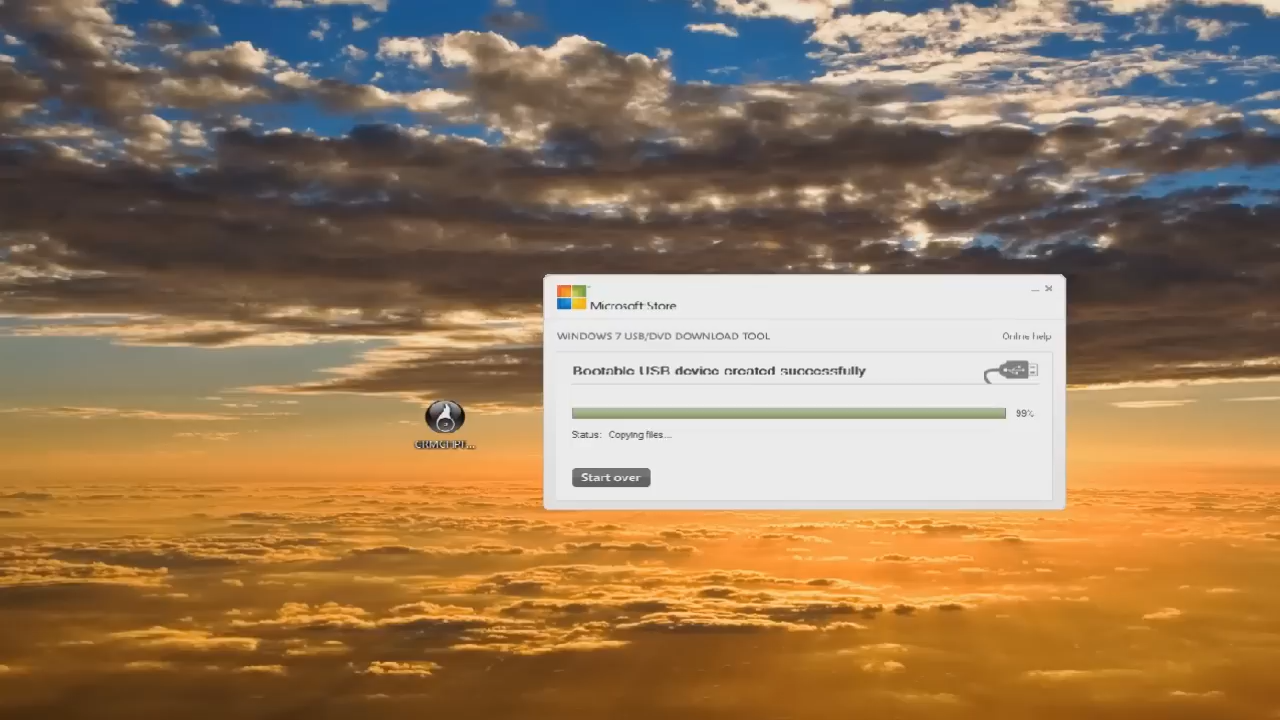 Microsoft Store
WINDOWS 7 USB/DVD DOWNLOAD TOOL
Online help
Bootable USB device created successfully
99%
Status: Copying files...
Start over